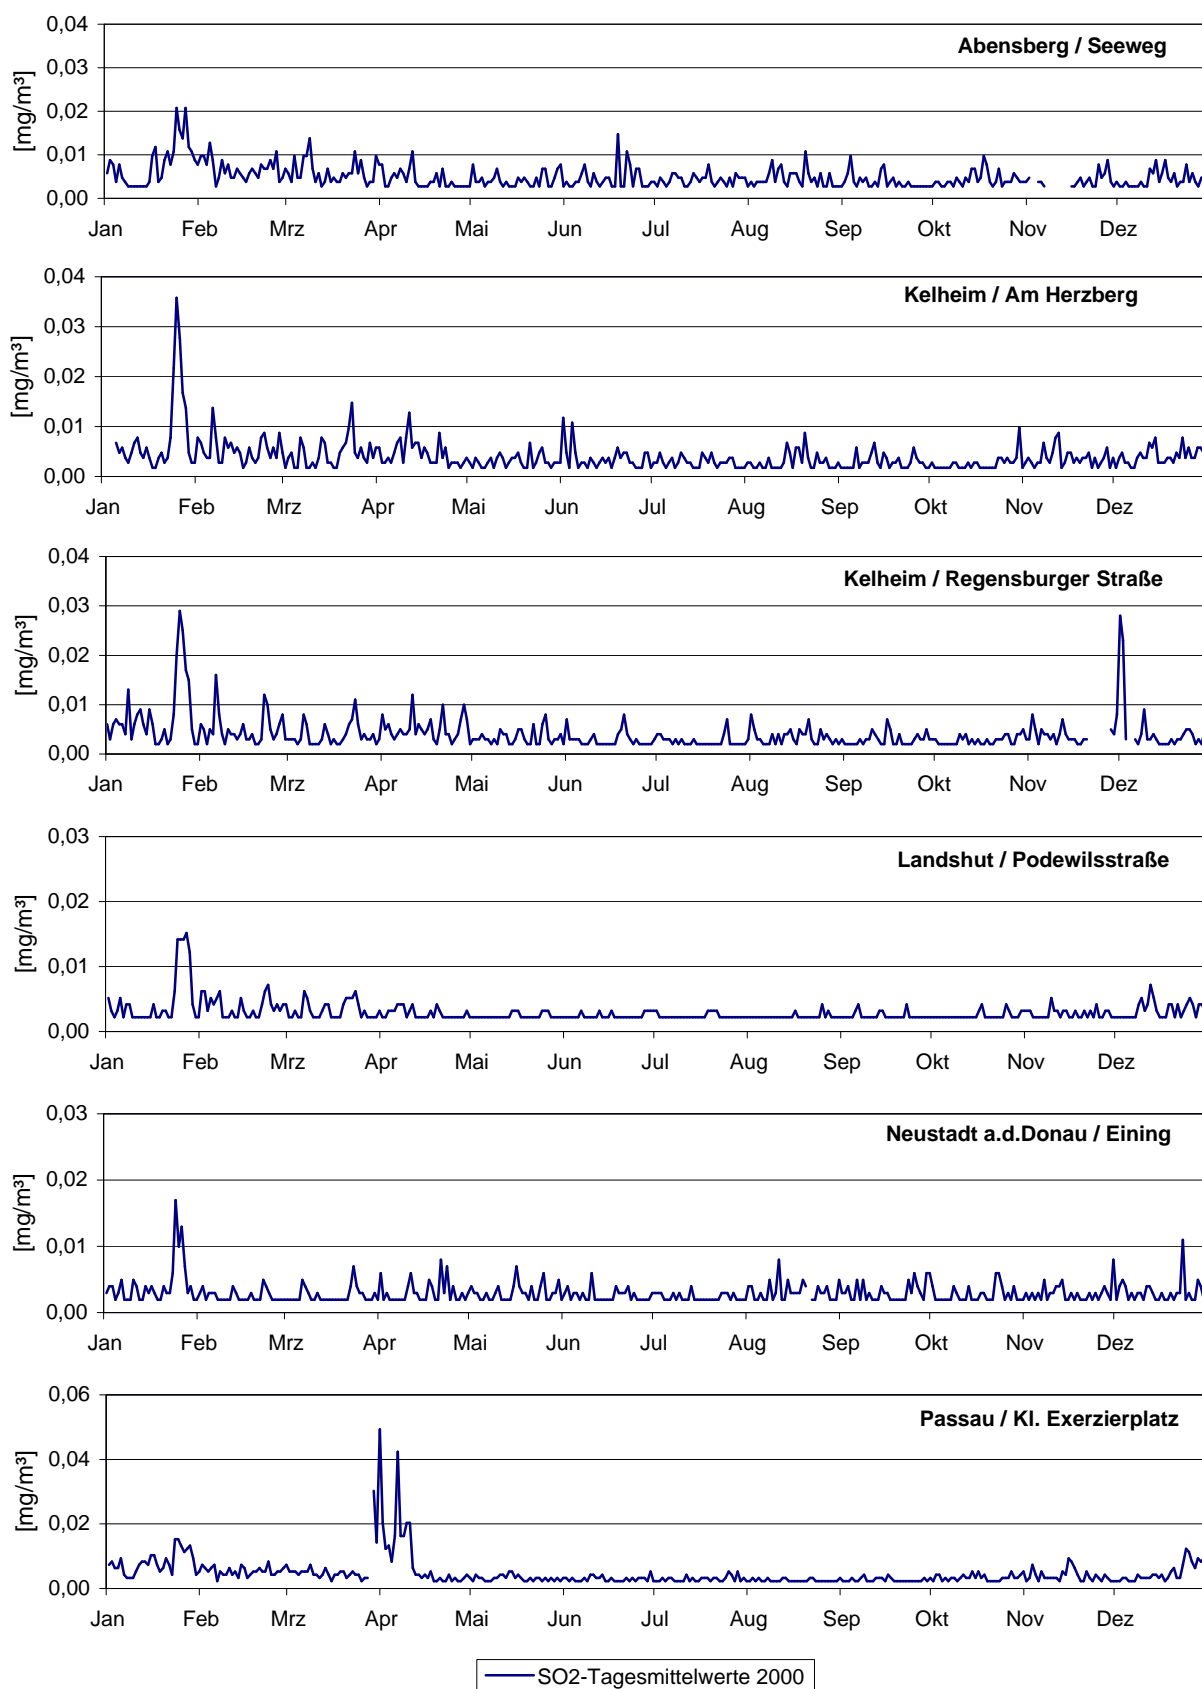 Abensberg / Seeweg
[mg/m³]
0,04
0,03
0,02
0,01
0,00
Jan Feb Mrz Apr Mai Jun Jul Aug Sep Okt Nov Dez
Kelheim / Am Herzberg
[mg/m³]
0,04
0,03
0,02
0,01
0,00
Jan Feb Mrz Apr Mai Jun Jul Aug Sep Okt Nov Dez
Kelheim / Regensburger Straße
[mg/m³]
0,04
0,03
0,02
0,01
0,00
Jan Feb Mrz Apr Mai Jun Jul Aug Sep Okt Nov Dez
Landshut / Podewilsstraße
[mg/m³]
0,03
0,02
0,01
0,00
Jan Feb Mrz Apr Mai Jun Jul Aug Sep Okt Nov Dez
Neustadt a.d.Donau / Eining
[mg/m³]
0,03
0,02
0,01
0,00
Jan Feb Mrz Apr Mai Jun Jul Aug Sep Okt Nov Dez
Passau / Kl. Exerzierplatz
[mg/m³]
0,06
0,04
0,02
0,00
Jan Feb Mrz Apr Mai Jun Jul Aug Sep Okt Nov Dez
SO2-Tagesmittelwerte 2000